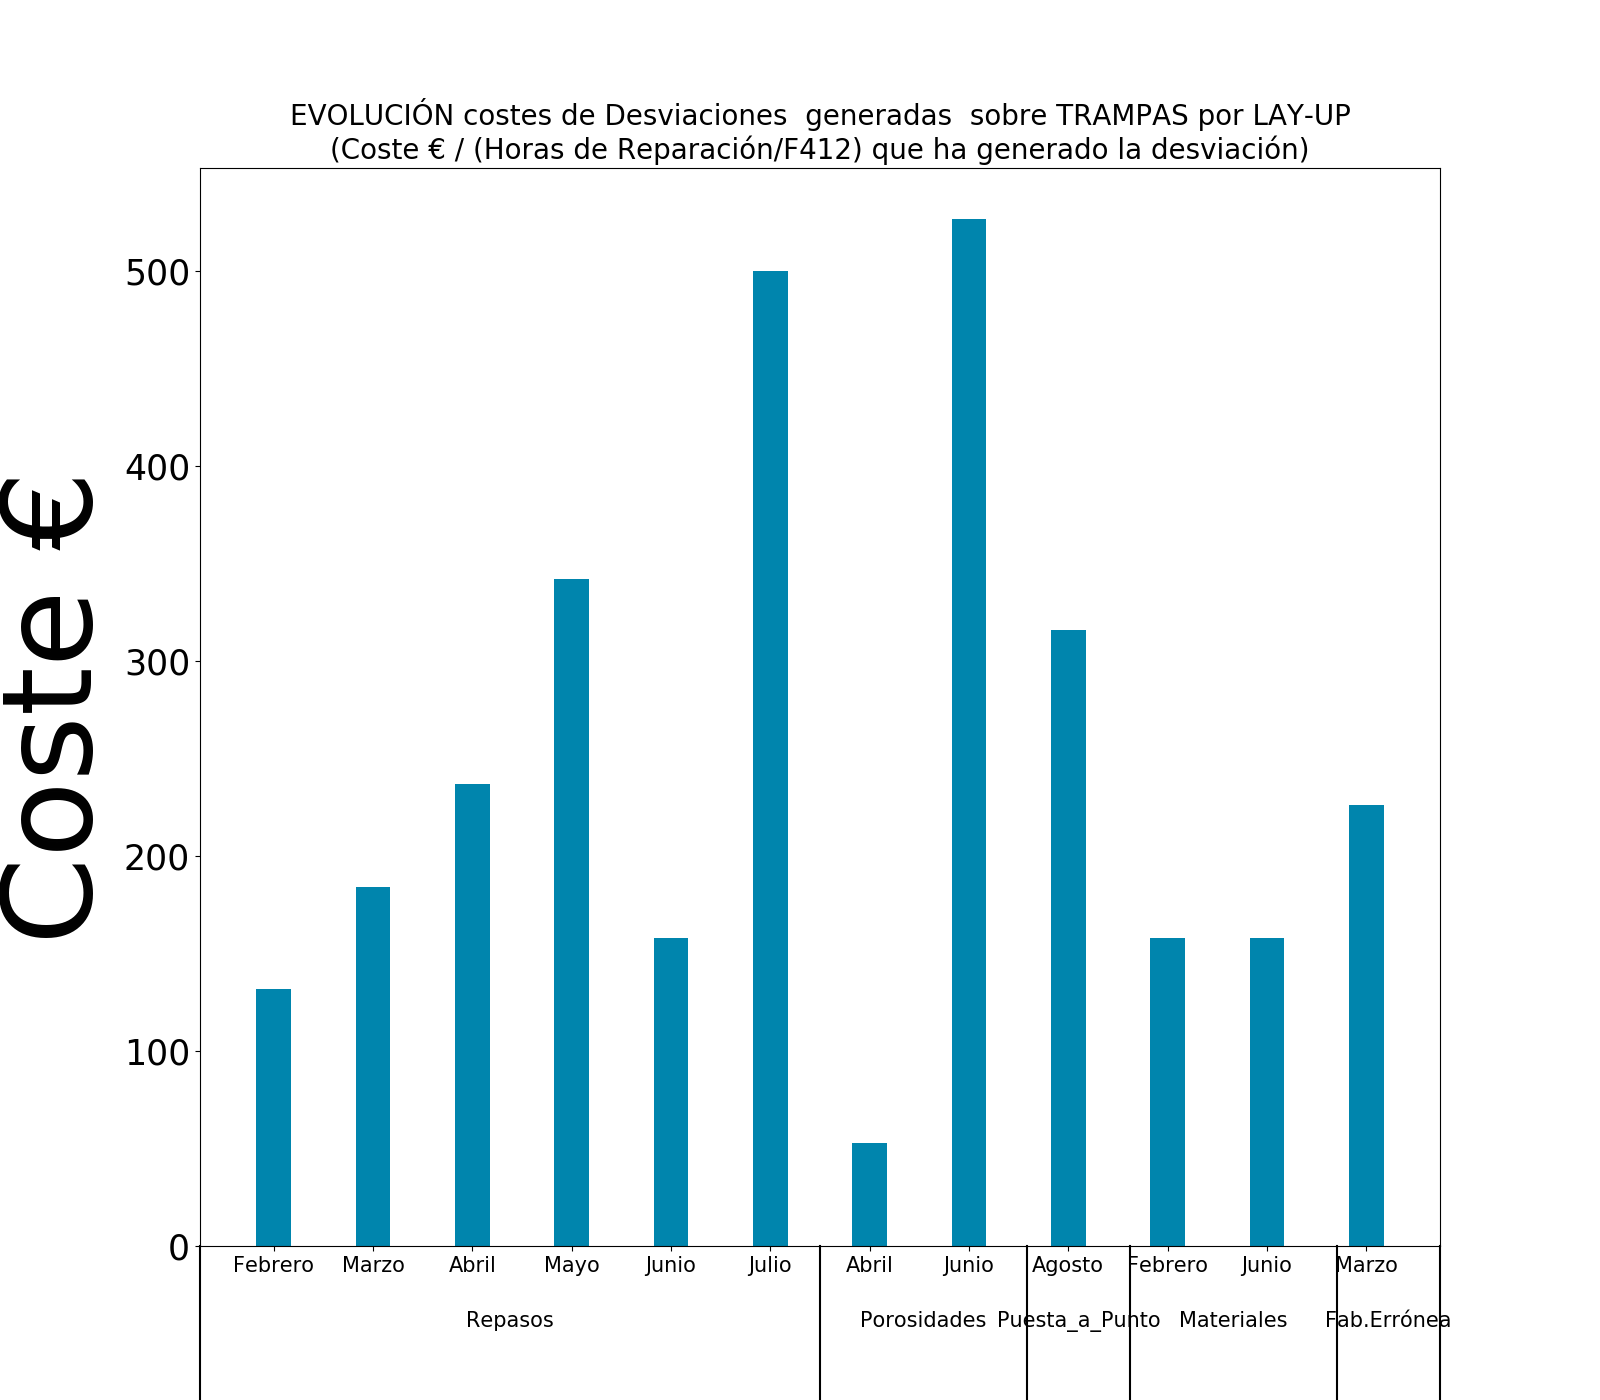 EVOLUCIÓN costes de Desviaciones  generadas  sobre TRAMPAS por LAY-UP
(Coste € / (Horas de Reparación/F412) que ha generado la desviación)
Coste €
500
400
300
200
100
0
Febrero Marzo Abril Mayo Junio Julio Abril Junio Agosto Febrero Junio Marzo
Repasos Porosidades Puesta_a_Punto Materiales Fab.Errónea